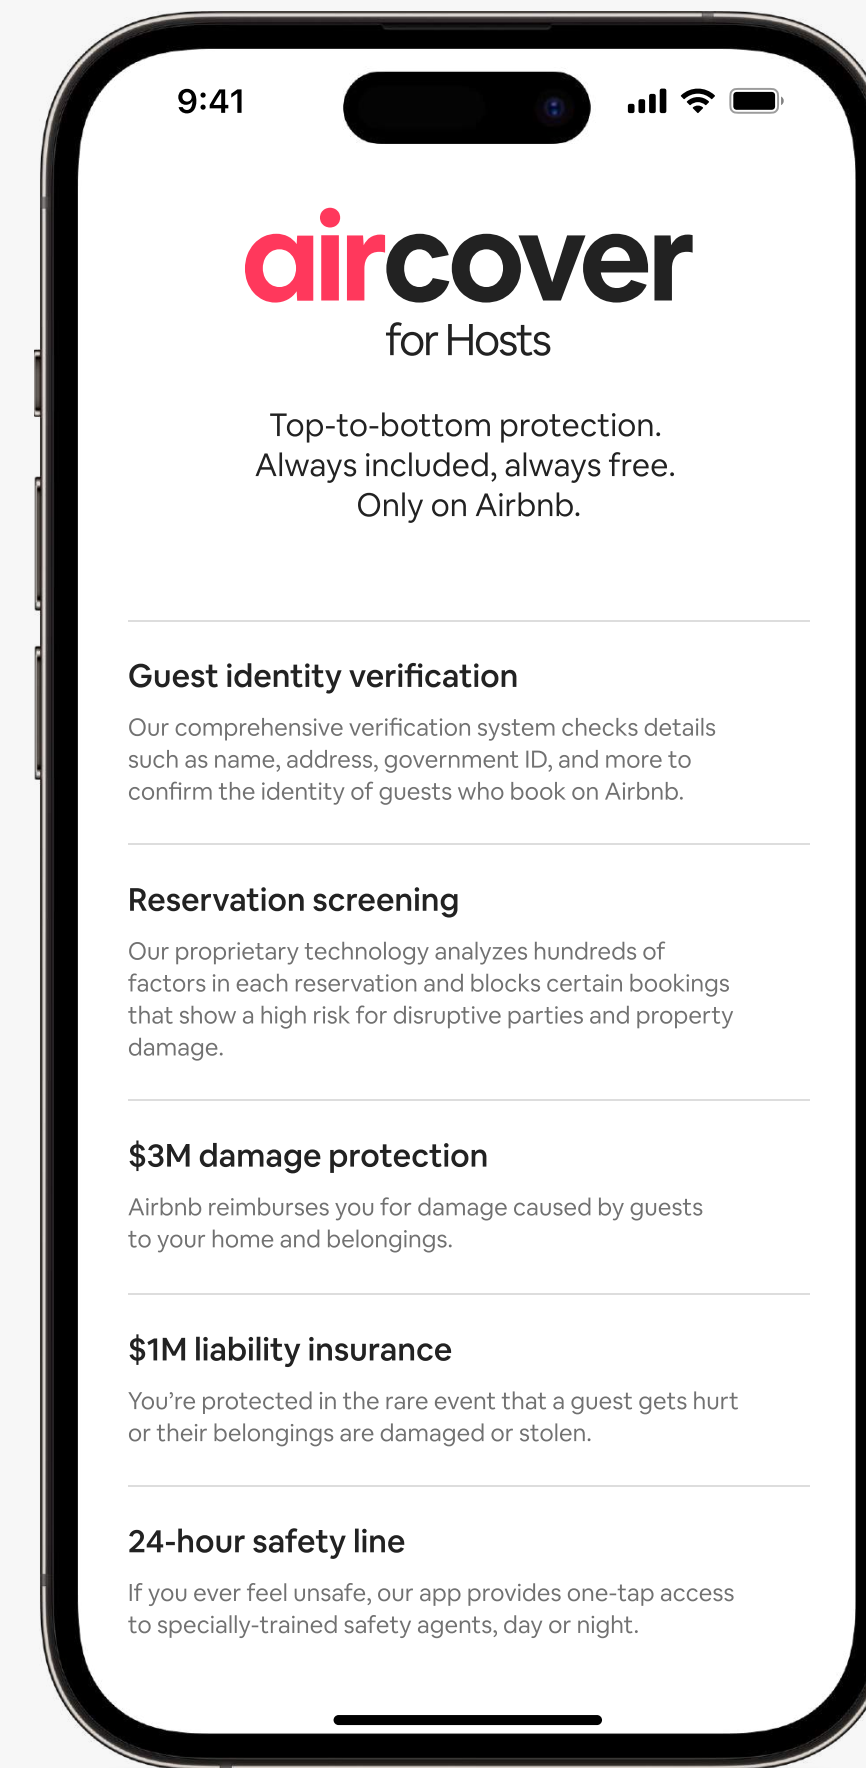 9:41
aircover
for Hosts
Top-to-bottom protection.
Always included, always free.
Only on Airbnb.
Guest identity verification
Our comprehensive verification system checks details
such as name, address, government ID, and more to
confirm the identity of guests who book on Airbnb.
Reservation screening
Our proprietary technology analyzes hundreds of
factors in each reservation and blocks certain bookings
that show a high risk for disruptive parties and property
damage.
$3M damage protection
Airbnb reimburses you for damage caused by guests
to your home and belongings.
$1M liability insurance
You’re protected in the rare event that a guest gets hurt
or their belongings are damaged or stolen.
24-hour safety line
If you ever feel unsafe, our app provides one-tap access
to specially-trained safety agents, day or night.